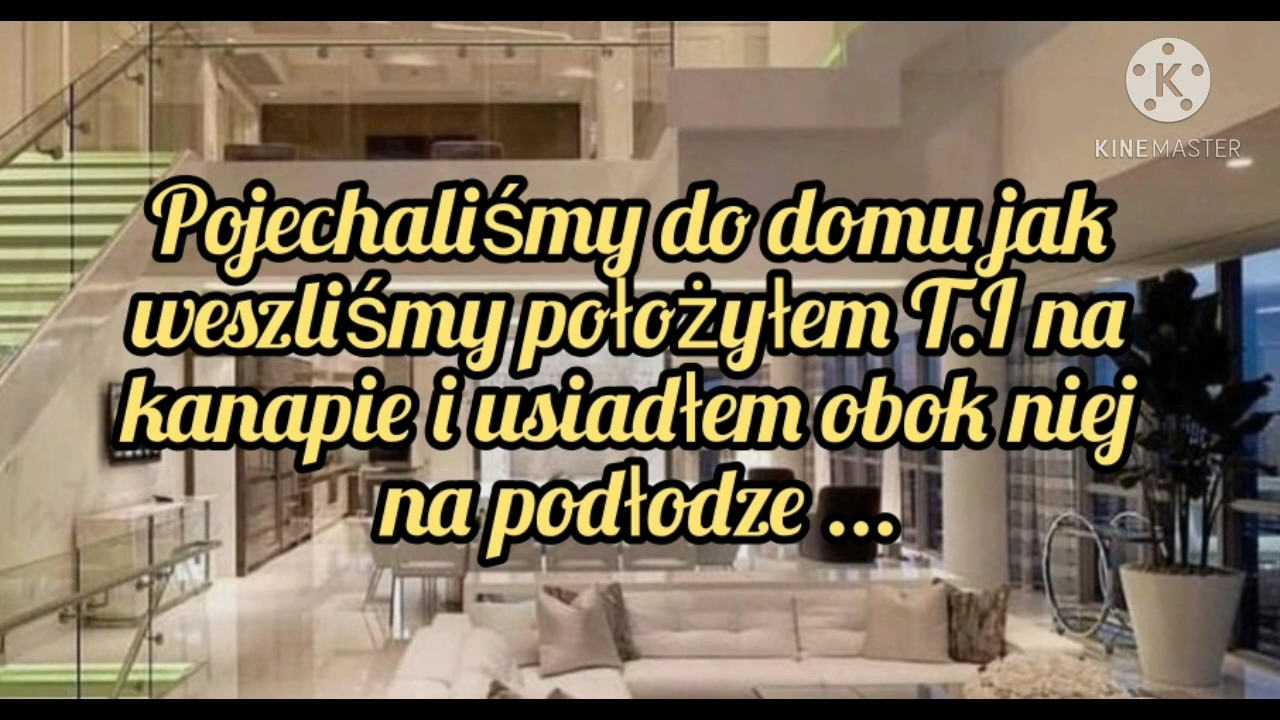 K
KINEMASTER
Pojechaliśmy do domu jak
weszliśmy położyłem T.I na
kanapie i usiadłem obok niej
na podłodze ...